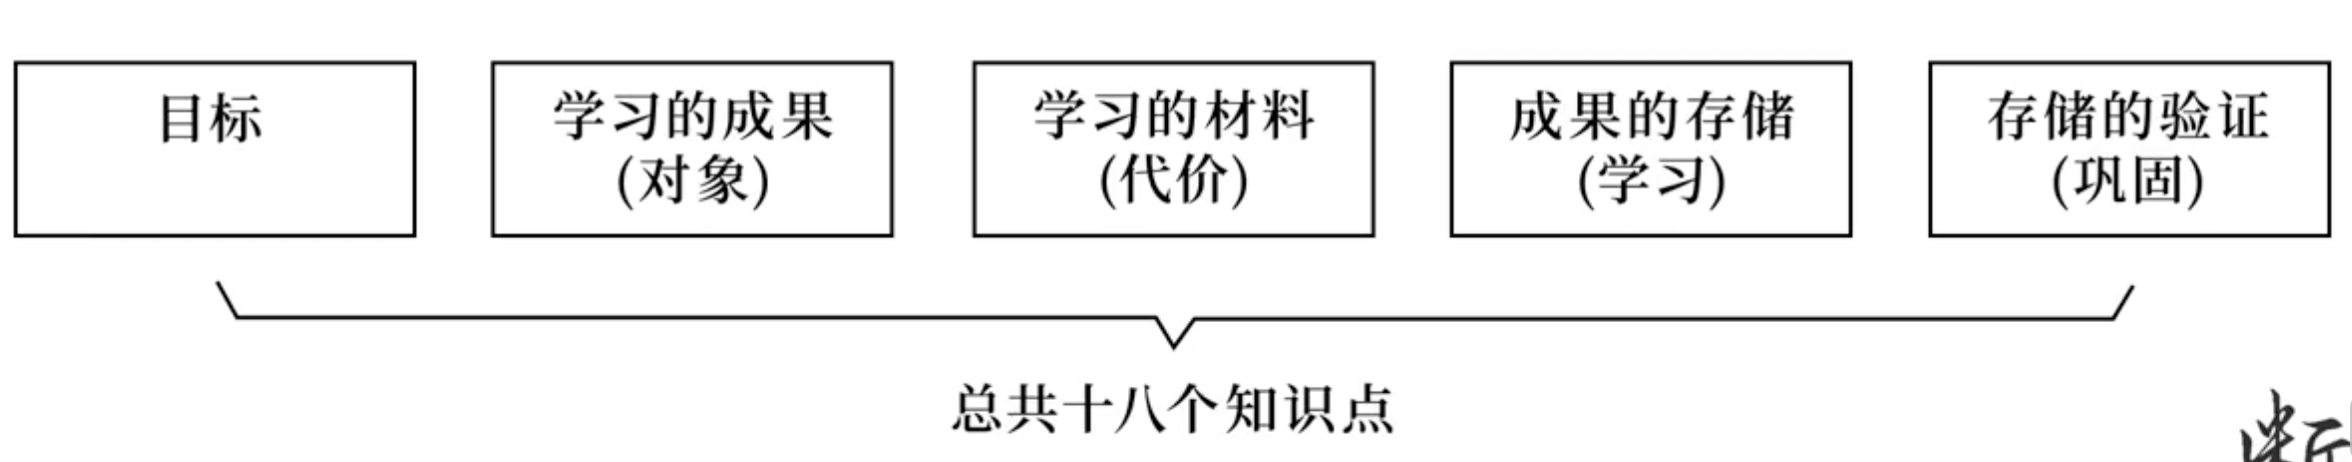 目标
学习的成果
(对象)
学习的材料
(代价)
成果的存储
(学习)
存储的验证
(巩固)
总共十八个知识点